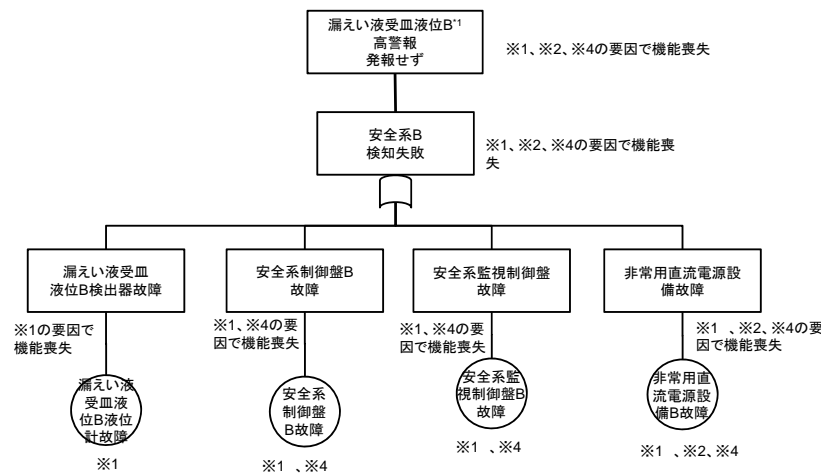 漏えい液受皿液位B*1
高警報
発報せず
※1、※2、※4の要因で機能喪失
安全系B
検知失敗
※1、※2、※4の要因で機能喪
失
漏えい液受皿
液位B検出器故障
安全系制御盤B
故障
安全系監視制御盤
故障
非常用直流電源設
備故障
※1の要因で
機能喪失
※1、※4の要
因で機能喪失
※1、※4の要
因で機能喪失
※1 、※2、※4の要
因で機能喪失
漏えい液
受皿液
位B液位
計故障
安全系
制御盤
B故障
安全系監
視制御盤B
故障
非常用直
流電源設
備B故障
※1
※1 、※4
※1 、※4
※1 、※2、※4